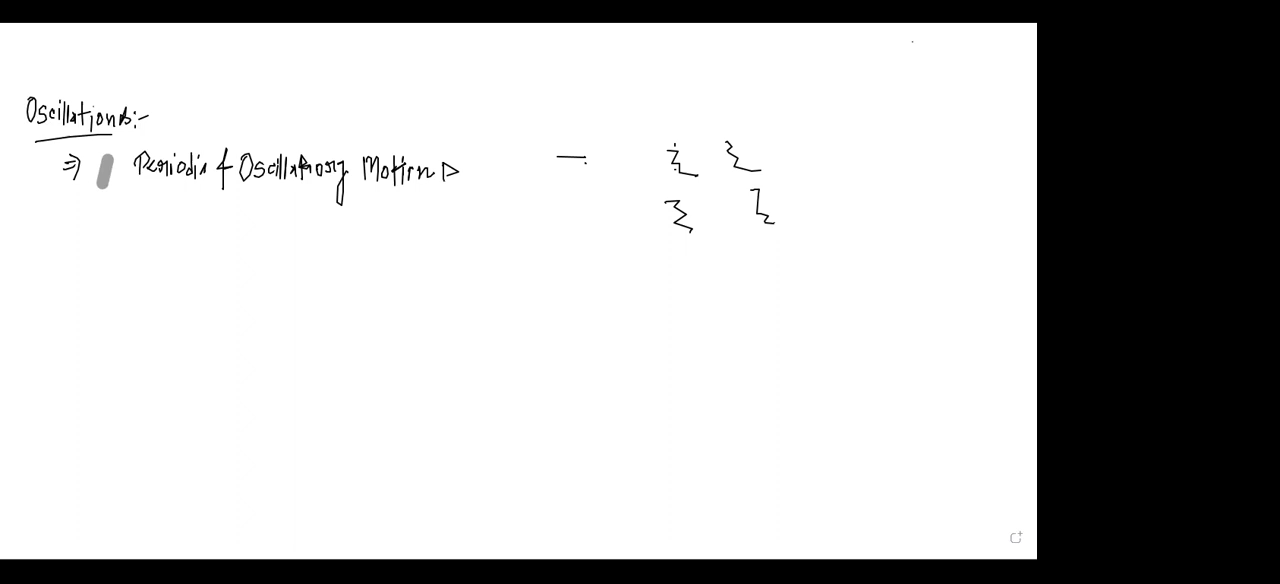 Oscillations:-
⇒ Periodic & Oscillatory Motion ▷ —